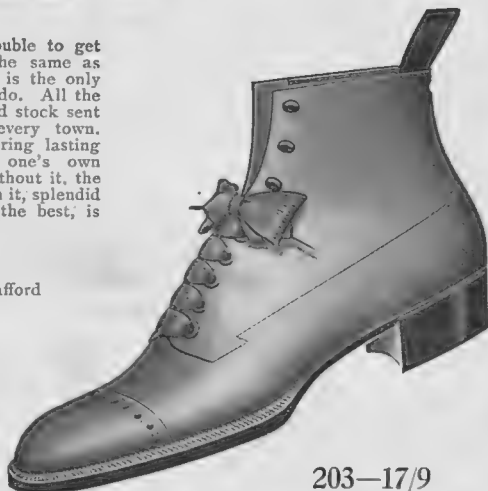 ouble to get
he same as
is the only
do. All the
d stock sent
every town.
ring lasting
one's own
thout it, the
n it, splendid
the best, is
fford
203—17/9